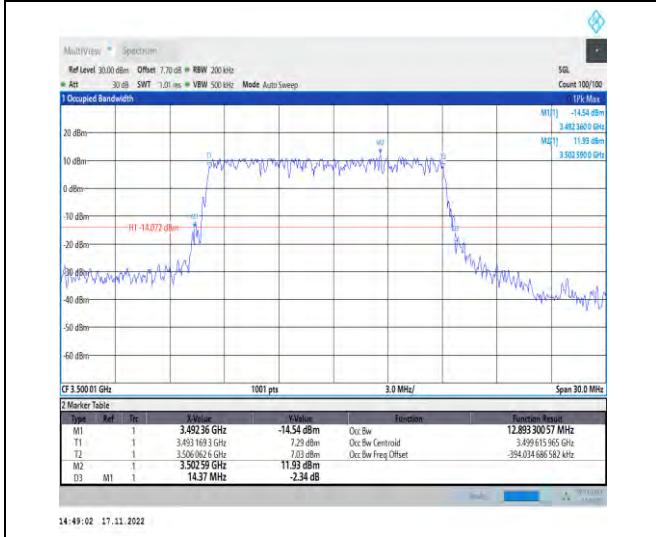 MultiView Spectrum
Ref Level 30.00 dBm Offset 7.70 dB RBW 200 kHz SGL
Att 30 dB SWT 1.01 ms VBW 500 kHz Mode Auto Sweep Count 100/100
1 Occupied Bandwidth 1Pk Max
M1[1] -14.54 dBm
3.492 360 0 GHz
M2[1] 11.93 dBm
3.502 590 0 GHz
20 dBm
M2
T1 T2
10 dBm
0 dBm
-10 dBm
M1
H1 -14.072 dBm
D3
-20 dBm
-30 dBm
-40 dBm
-50 dBm
-60 dBm
CF 3.500 01 GHz 1001 pts 3.0 MHz/ Span 30.0 MHz
2 Marker Table
Type Ref Trc X-Value Y-Value Function Function Result
M1 1 3.492 36 GHz -14.54 dBm Occ Bw 12.893 300 57 MHz
T1 1 3.493 169 3 GHz 7.29 dBm Occ Bw Centroid 3.499 615 965 GHz
T2 1 3.506 062 6 GHz 7.03 dBm Occ Bw Freq Offset -394.034 686 582 kHz
M2 1 3.502 59 GHz 11.93 dBm
D3 M1 1 14.37 MHz -2.34 dB
14:49:02 17.11.2022